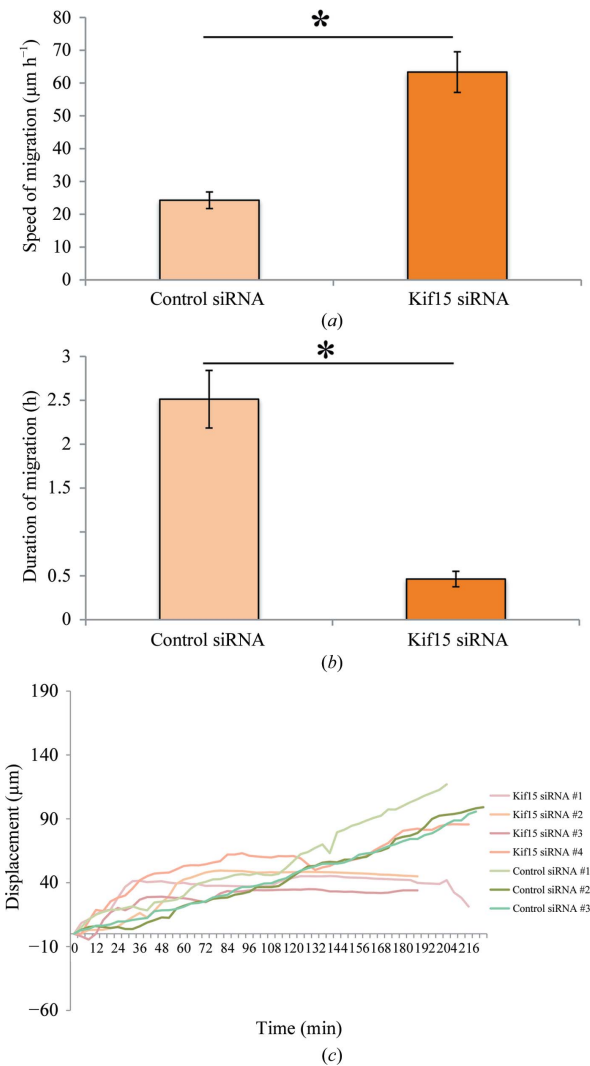 80
70
60
50
40
30
20
10
0
Speed of migration (μm h⁻¹)
*
Control siRNA
Kif15 siRNA
(a)
3
2.5
2
1.5
1
0.5
0
Duration of migration (h)
*
Control siRNA
Kif15 siRNA
(b)
190
140
90
40
−10
−60
Displacement (μm)
0 12 24 36 48 60 72 84 96 108 120 132 144 156 168 180 192 204 216
Kif15 siRNA #1
Kif15 siRNA #2
Kif15 siRNA #3
Kif15 siRNA #4
Control siRNA #1
Control siRNA #2
Control siRNA #3
Time (min)
(c)